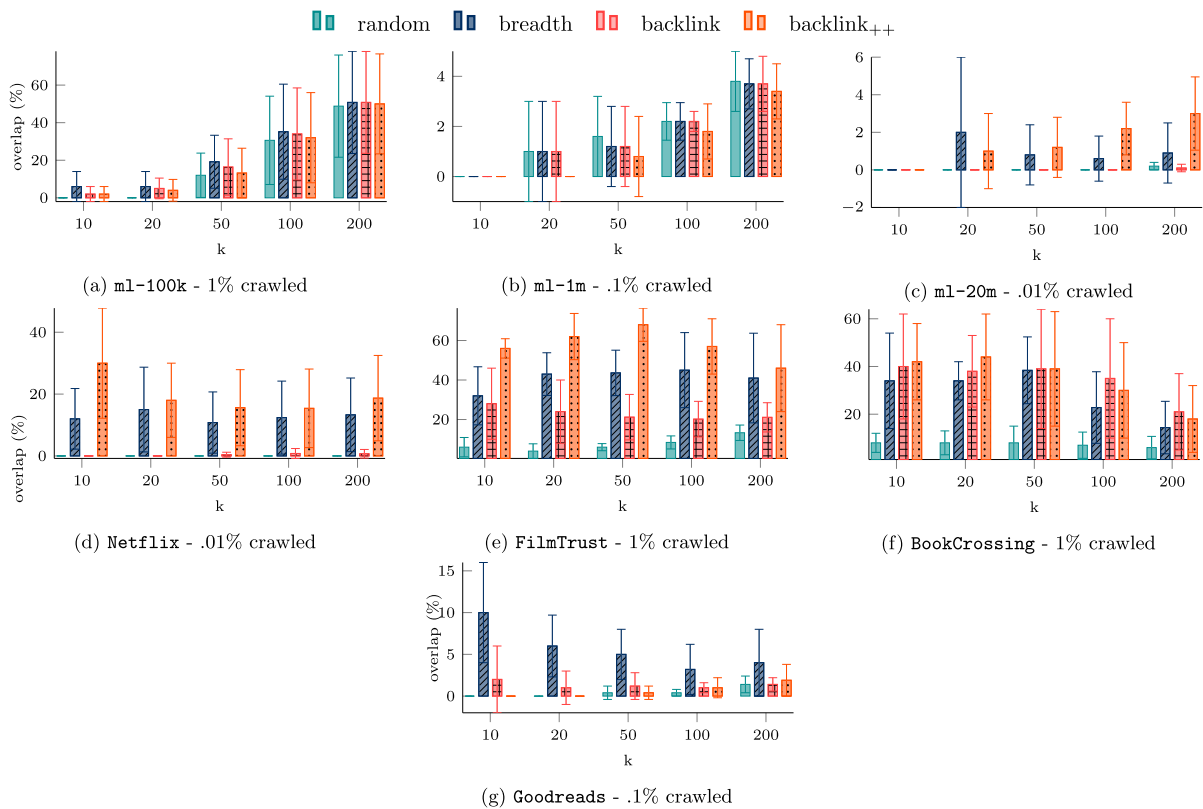 random breadth backlink backlink++
overlap (%)
60
40
20
0
10 20 50 100 200
k
(a) ml-100k - 1% crawled
4
2
0
10 20 50 100 200
k
(b) ml-1m - .1% crawled
6
4
2
0
−2
10 20 50 100 200
k
(c) ml-20m - .01% crawled
overlap (%)
40
20
0
10 20 50 100 200
k
(d) Netflix - .01% crawled
60
40
20
10 20 50 100 200
k
(e) FilmTrust - 1% crawled
60
40
20
10 20 50 100 200
k
(f) BookCrossing - 1% crawled
overlap (%)
15
10
5
0
10 20 50 100 200
k
(g) Goodreads - .1% crawled